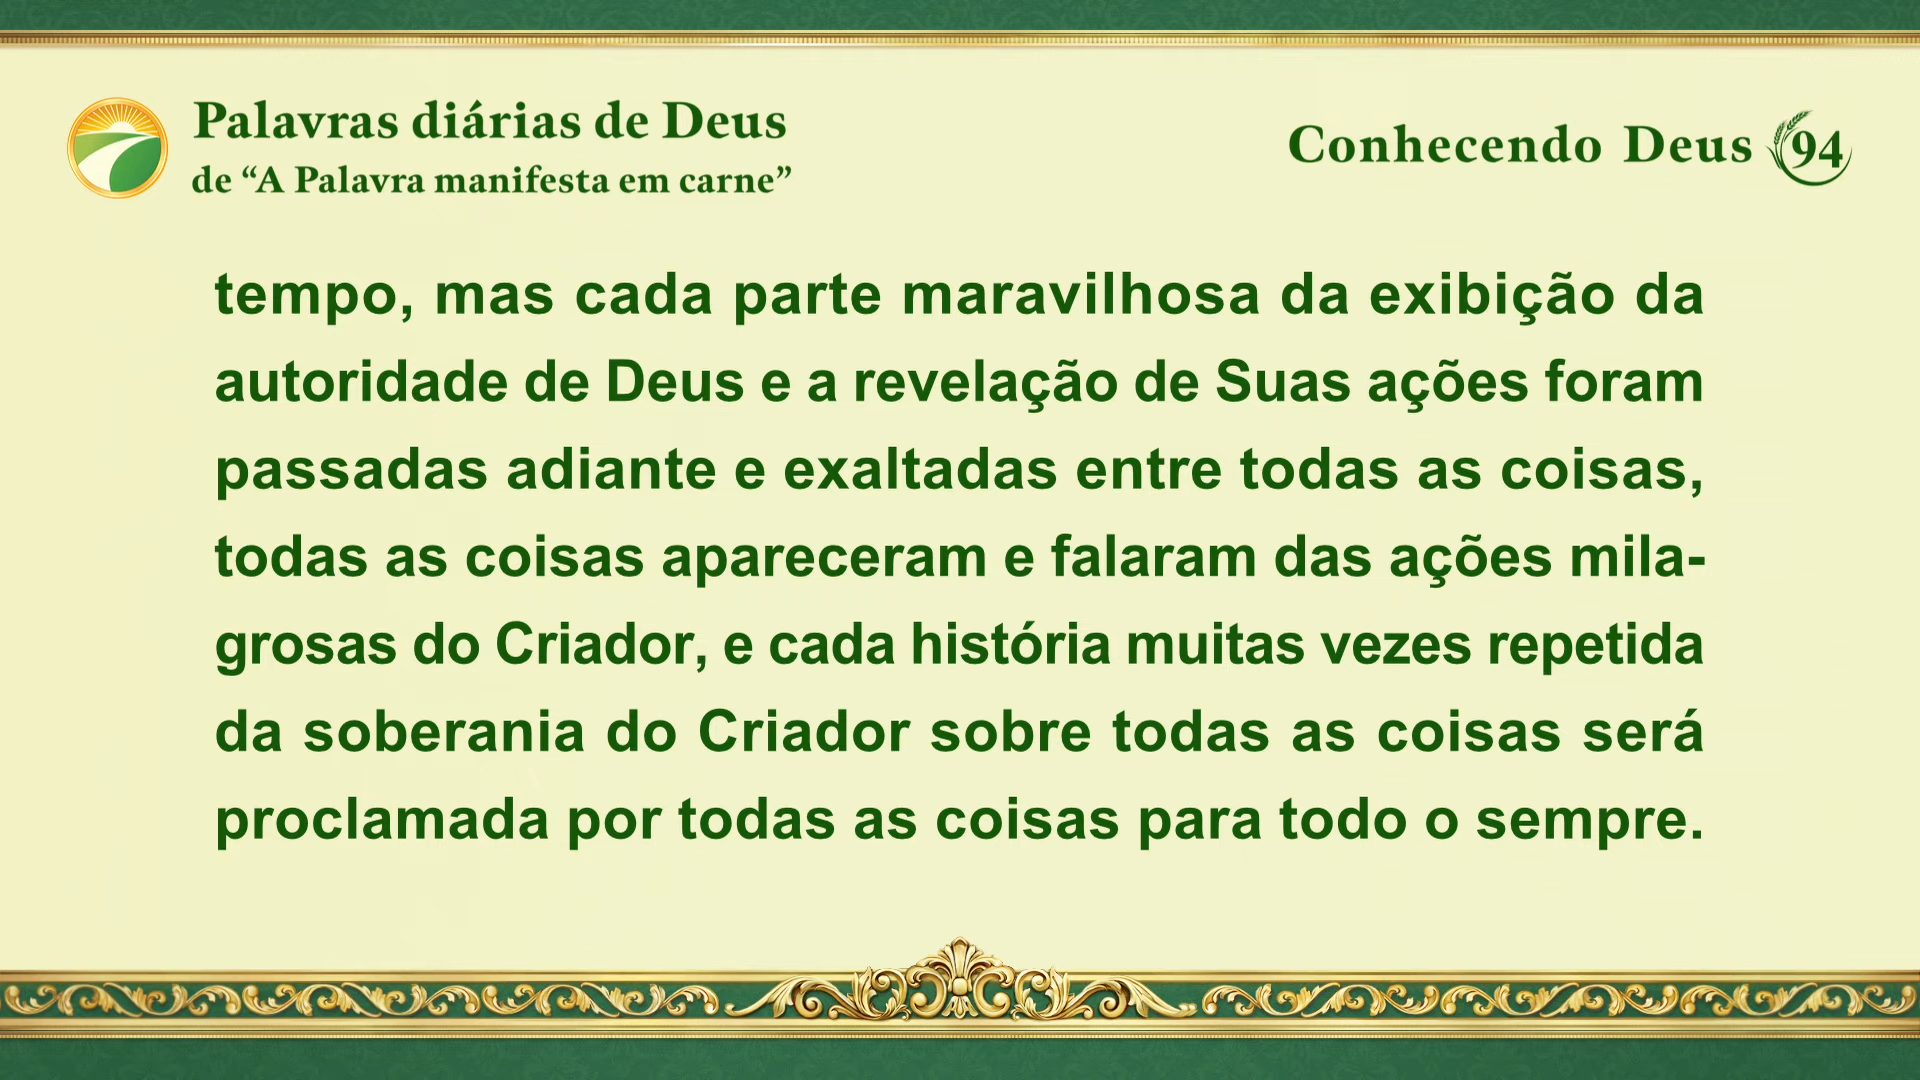 Palavras diárias de Deus
de “A Palavra manifesta em carne”
Conhecendo Deus 94
tempo, mas cada parte maravilhosa da exibição da
autoridade de Deus e a revelação de Suas ações foram
passadas adiante e exaltadas entre todas as coisas,
todas as coisas apareceram e falaram das ações mila-
grosas do Criador, e cada história muitas vezes repetida
da soberania do Criador sobre todas as coisas será
proclamada por todas as coisas para todo o sempre.